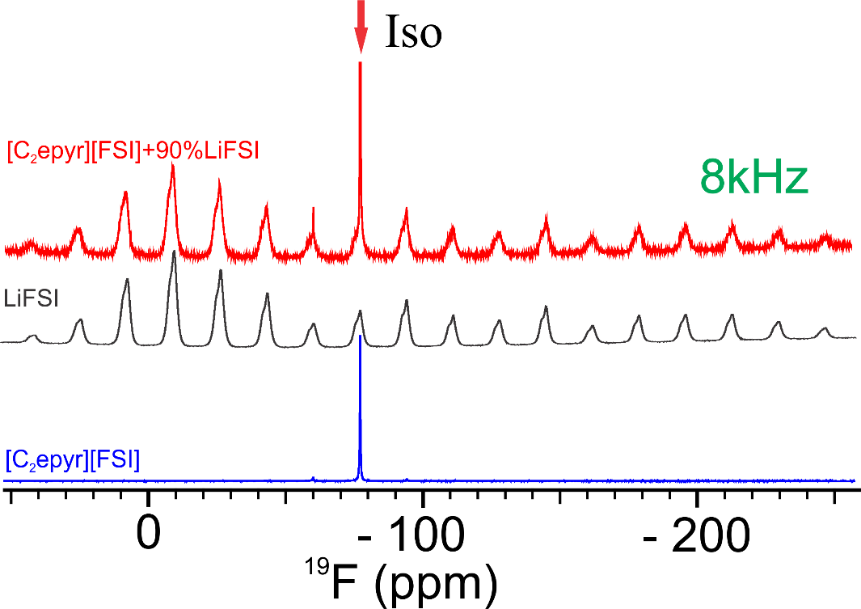 Iso
[C₂epyr][FSI]+90%LiFSI
8kHz
LiFSI
[C₂epyr][FSI]
0
- 100
- 200
¹⁹F (ppm)